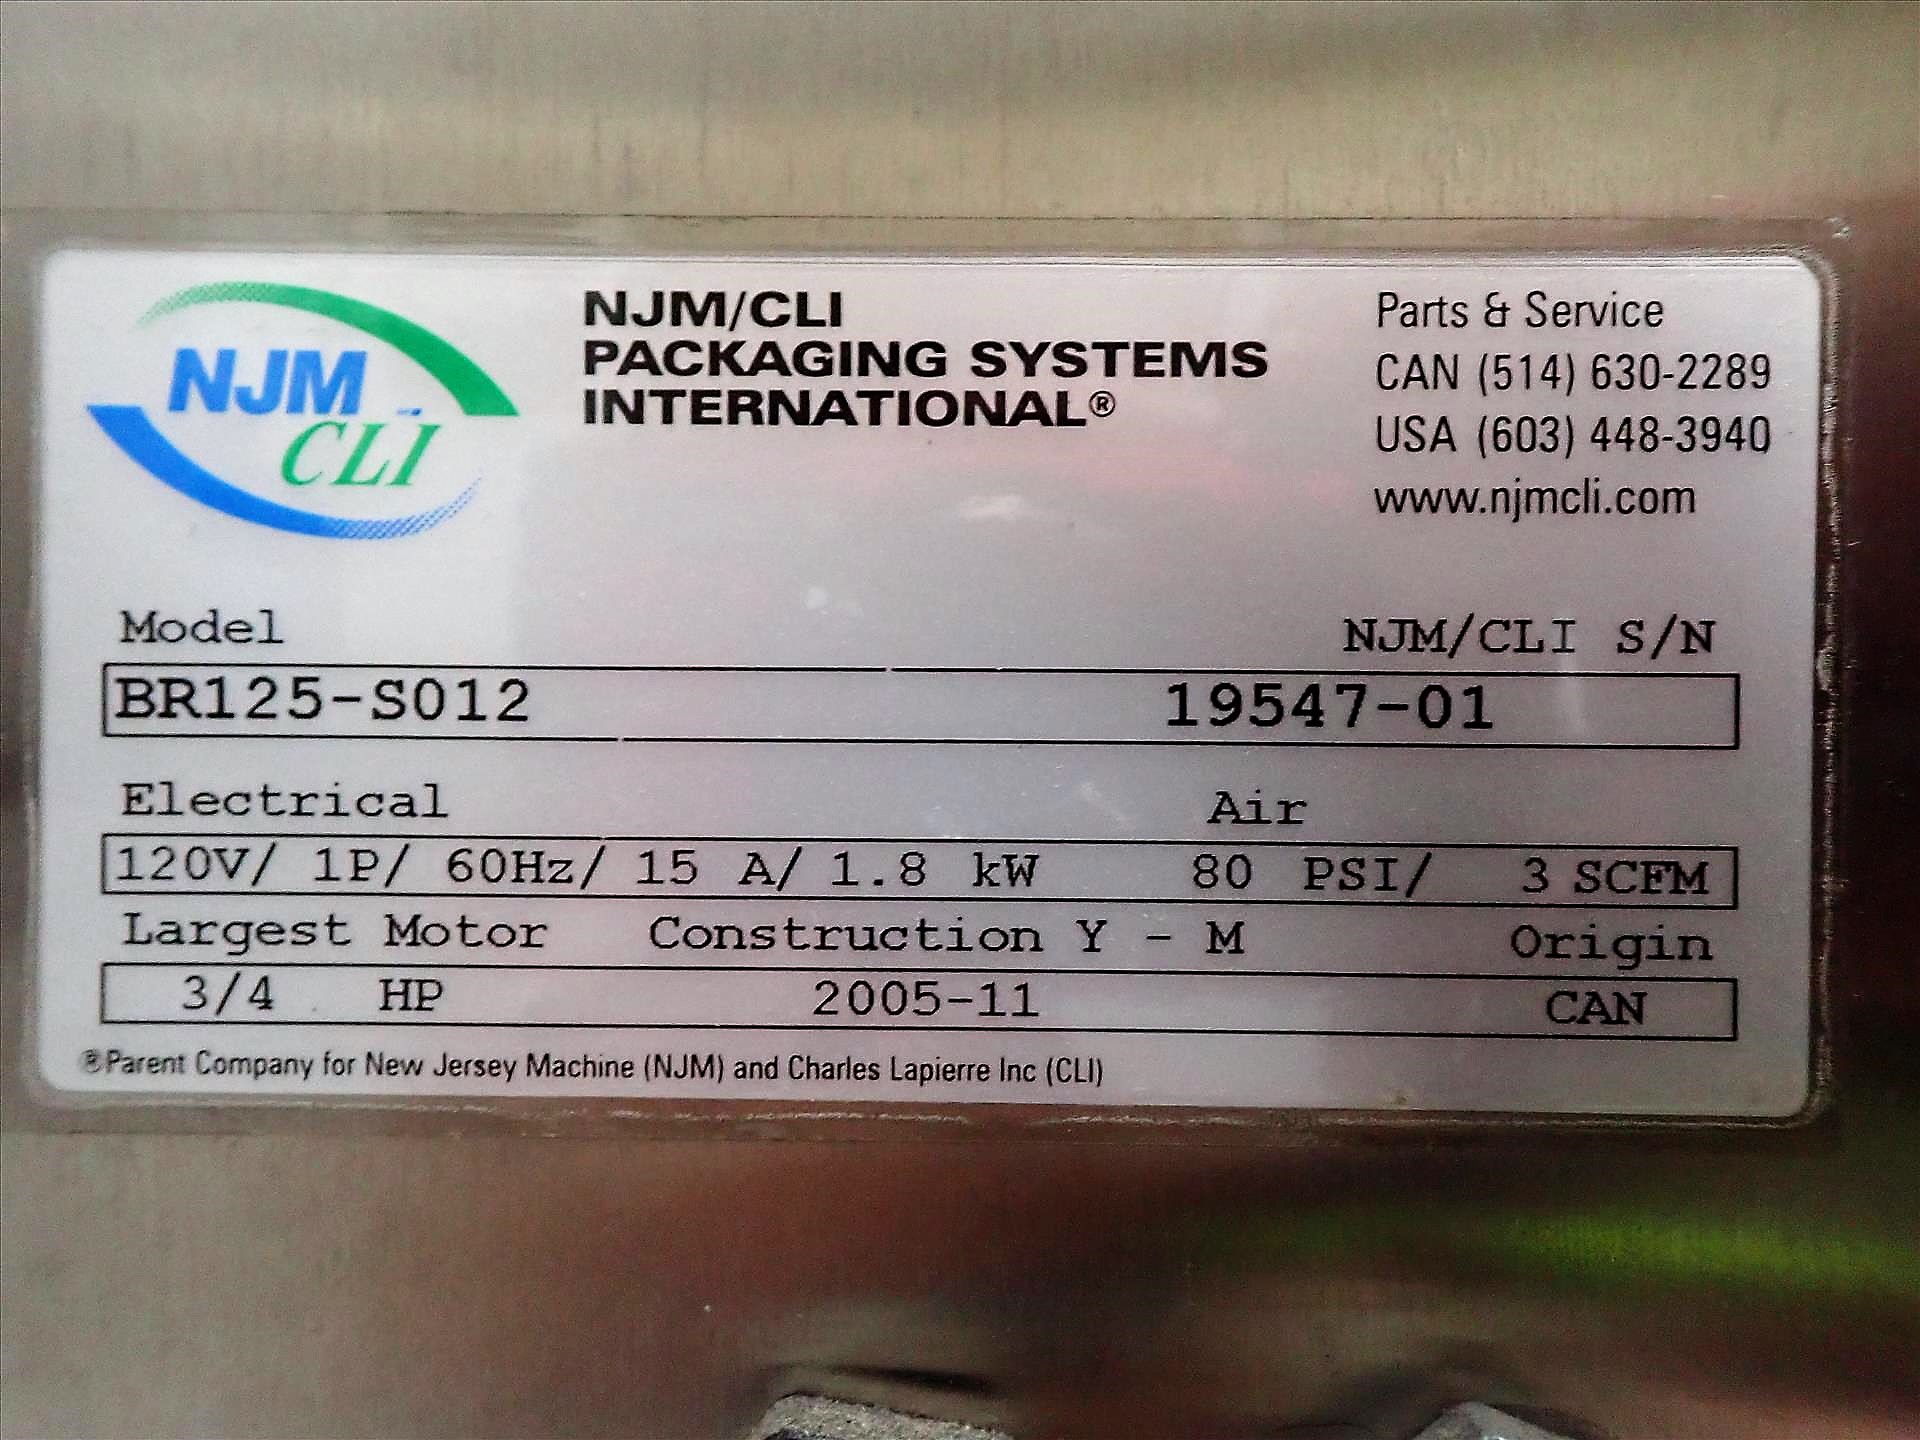 NJM
CLI
NJM/CLI
PACKAGING SYSTEMS
INTERNATIONAL®
Parts & Service
CAN (514) 630-2289
USA (603) 448-3940
www.njmcli.com
Model NJM/CLI S/N
BR125-S012 19547-01
Electrical Air
120V/ 1P/ 60Hz/ 15 A/ 1.8 kW 80 PSI/ 3 SCFM
Largest Motor Construction Y - M Origin
3/4 HP 2005-11 CAN
®Parent Company for New Jersey Machine (NJM) and Charles Lapierre Inc (CLI)